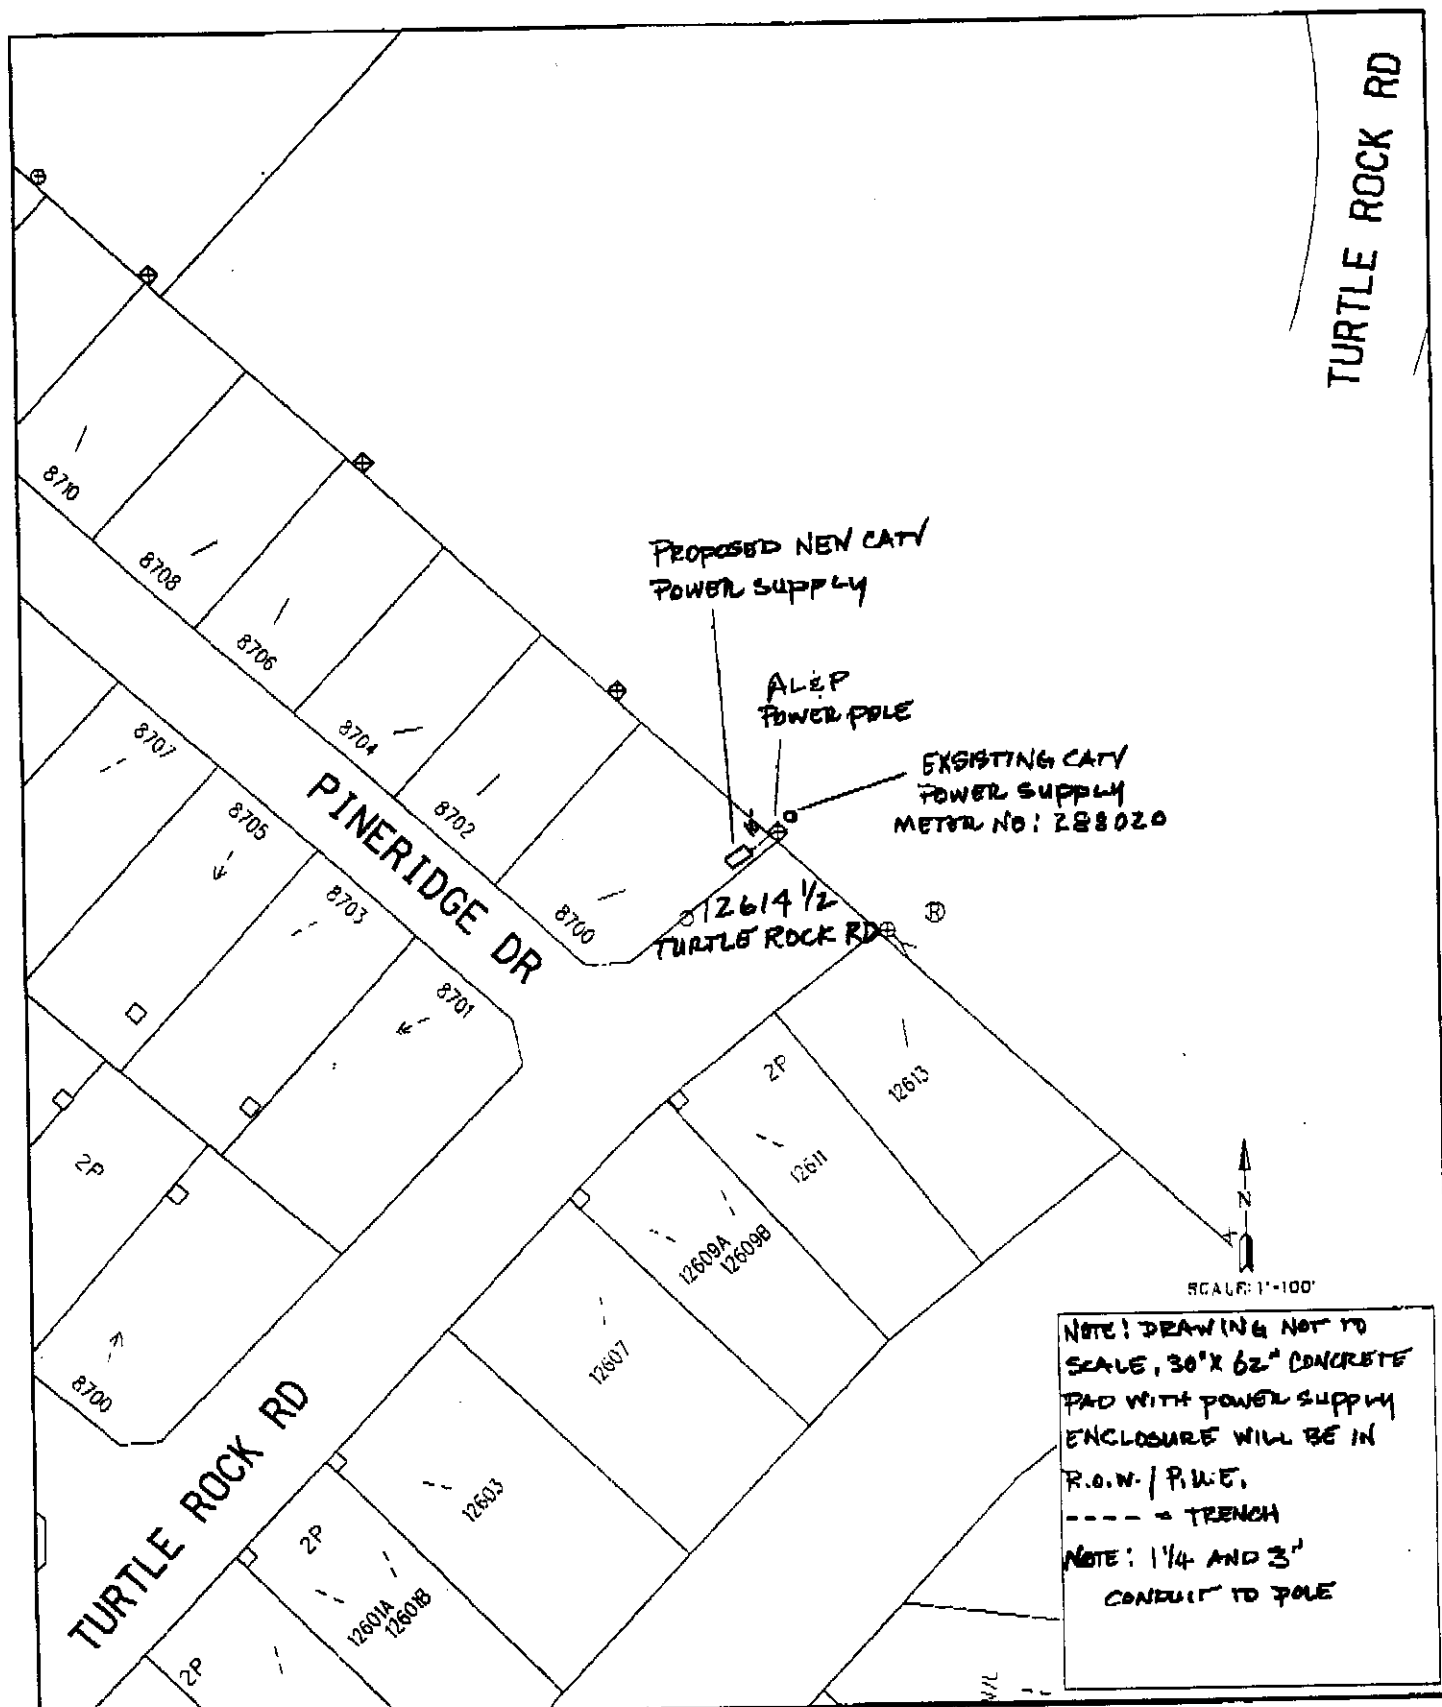 TURTLE ROCK RD
8710
8708
8706
8704
8702
8700
PROPOSED NEW CATV
POWER SUPPLY
AL&P
POWER POLE
EXSISTING CATV
POWER SUPPLY
METER NO: 288020
12614 1/2
TURTLE ROCK RD
R
PINERIDGE DR
8707
8705
8703
8701
2P
8700
TURTLE ROCK RD
2P
12613
12611
12609A
12609B
12607
12603
2P
12601A
12601B
2P
N
SCALE: 1"-100'
NOTE: DRAWING NOT TO
SCALE, 30" X 62" CONCRETE
PAD WITH POWER SUPPLY
ENCLOSURE WILL BE IN
R.O.W. / P.U.E.
---- = TRENCH
NOTE: 1 1/4 AND 3"
CONDUIT TO POLE